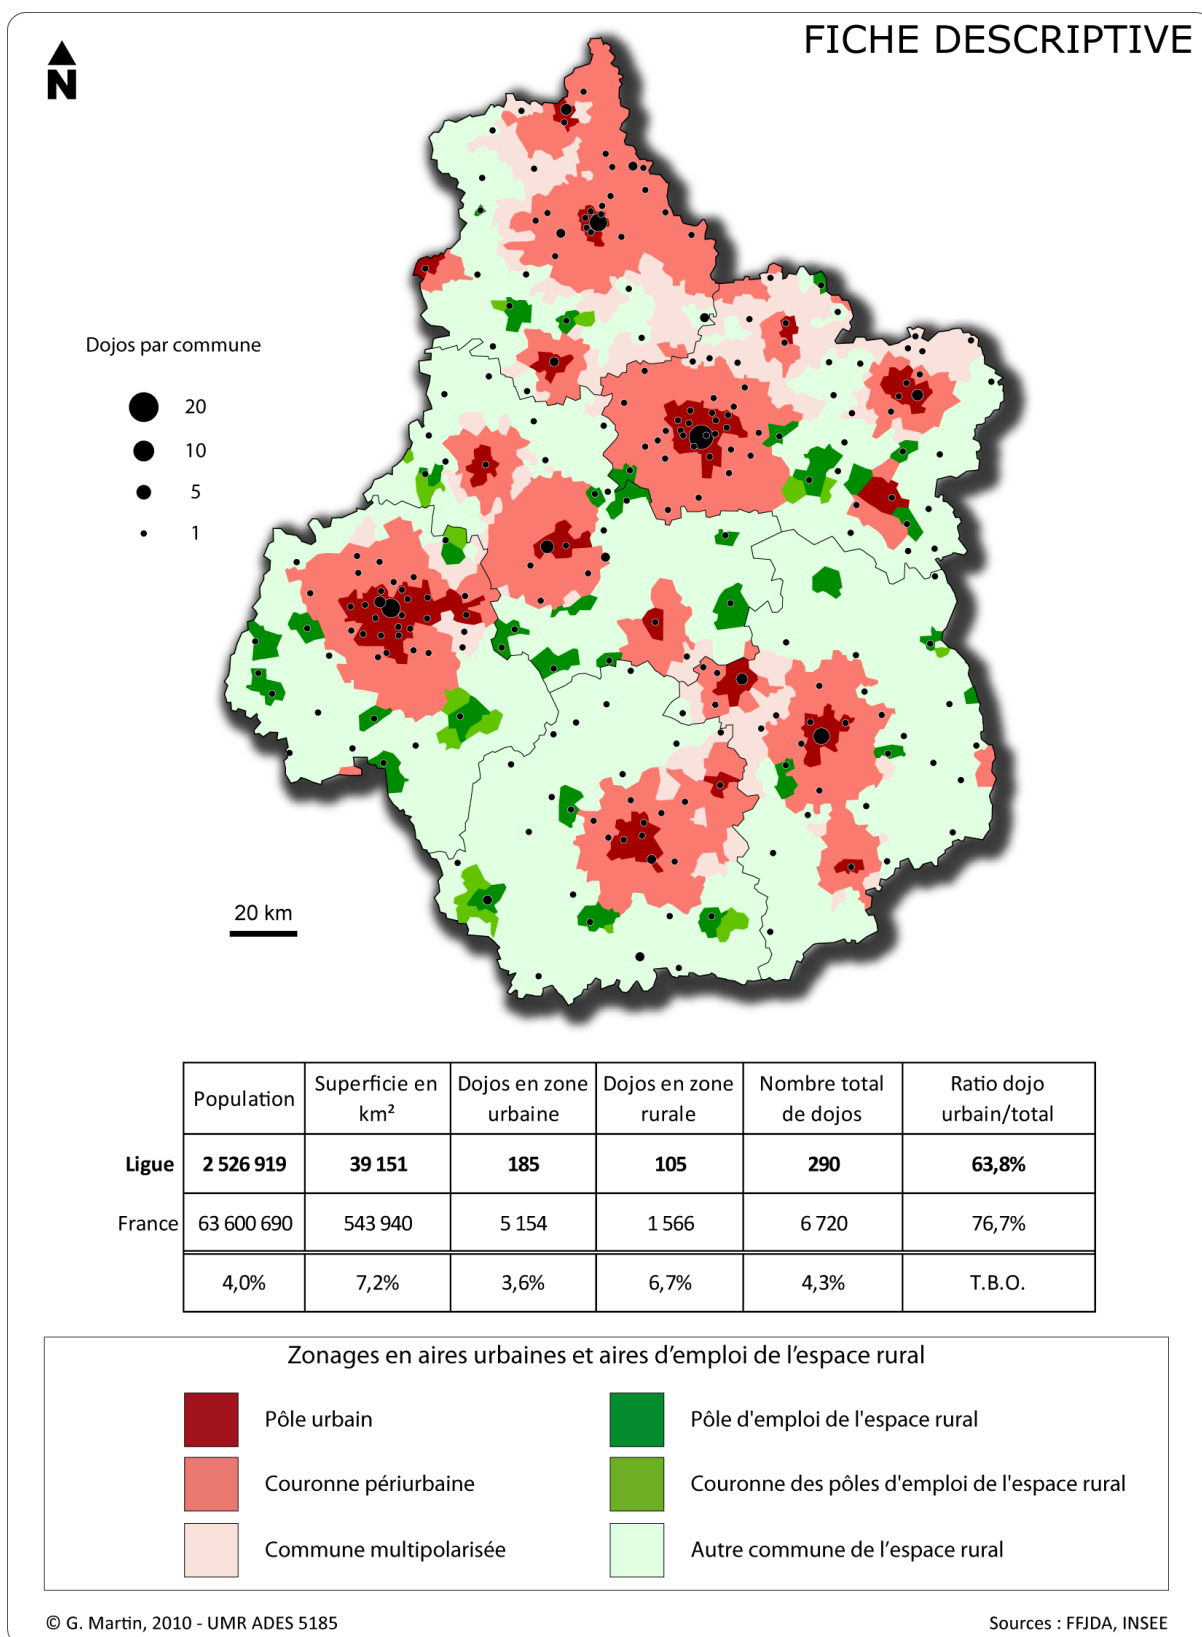 FICHE DESCRIPTIVE
N
Dojos par commune
20
10
5
1
20 km
Population
Superficie en
km²
Dojos en zone
urbaine
Dojos en zone
rurale
Nombre total
de dojos
Ratio dojo
urbain/total
Ligue 2 526 919 39 151 185 105 290 63,8%
France 63 600 690 543 940 5 154 1 566 6 720 76,7%
4,0% 7,2% 3,6% 6,7% 4,3% T.B.O.
Zonages en aires urbaines et aires d'emploi de l'espace rural
Pôle urbain
Couronne périurbaine
Commune multipolarisée
Pôle d'emploi de l'espace rural
Couronne des pôles d'emploi de l'espace rural
Autre commune de l'espace rural
© G. Martin, 2010 - UMR ADES 5185
Sources : FFJDA, INSEE